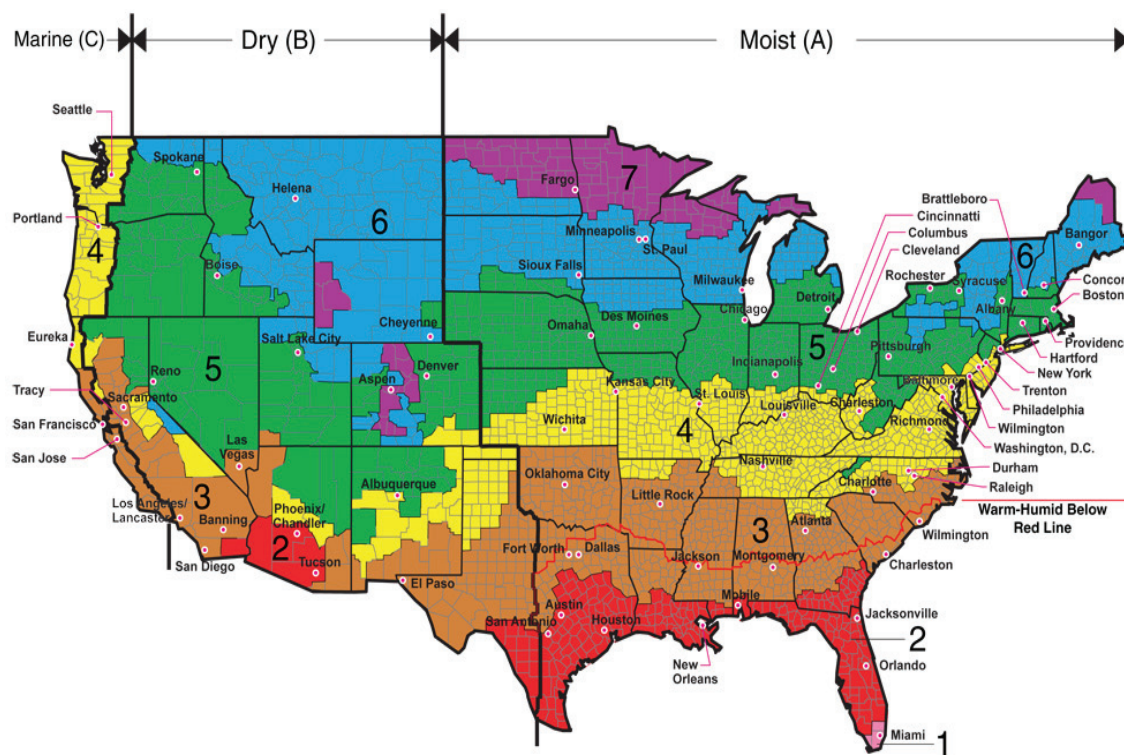 Marine (C)
Dry (B)
Moist (A)
Seattle
Spokane
Helena
Fargo
7
6
Brattleboro
Cincinnatti
Columbus
Cleveland
Portland
4
Minneapolis
St. Paul
Bangor
6
Boise
Sioux Falls
Milwaukee
Rochester
Syracuse
Concor
Detroit
Albany
Boston
Chicago
Eureka
Cheyenne
Salt Lake City
Omaha
Des Moines
5
Pittsburgh
Providence
Hartford
Indianapolis
New York
Reno
5
Aspen
Denver
Tracy
Sacramento
Kansas City
St. Louis
Baltimore
Trenton
Philadelphia
San Francisco
Wichita
4
Louisville
Charleston
Richmond
Wilmington
San Jose
Las
Vegas
Washington, D.C.
Nashville
Durham
Oklahoma City
Albuquerque
Raleigh
3
Los Angeles/
Lancaster
Phoenix/
Chandler
Little Rock
Charlotte
Warm-Humid Below
Red Line
Banning
2
3
Atlanta
Wilmington
San Diego
Tucson
Fort Worth
Dallas
Jackson
Montgomery
Charleston
El Paso
Mobile
Austin
Jacksonville
San Antonio
Houston
2
New
Orleans
Orlando
Miami
1